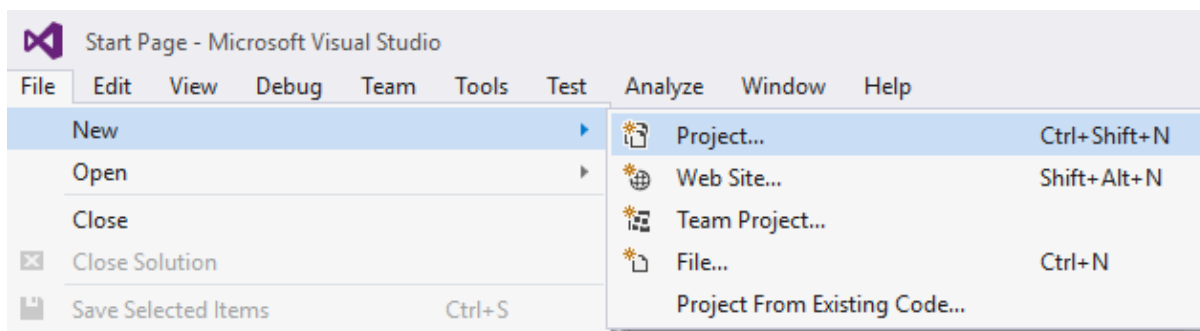 Start Page - Microsoft Visual Studio
File Edit View Debug Team Tools Test Analyze Window Help
New
Open
Close
Close Solution
Save Selected Items Ctrl+S
Project... Ctrl+Shift+N
Web Site... Shift+Alt+N
Team Project...
File... Ctrl+N
Project From Existing Code...